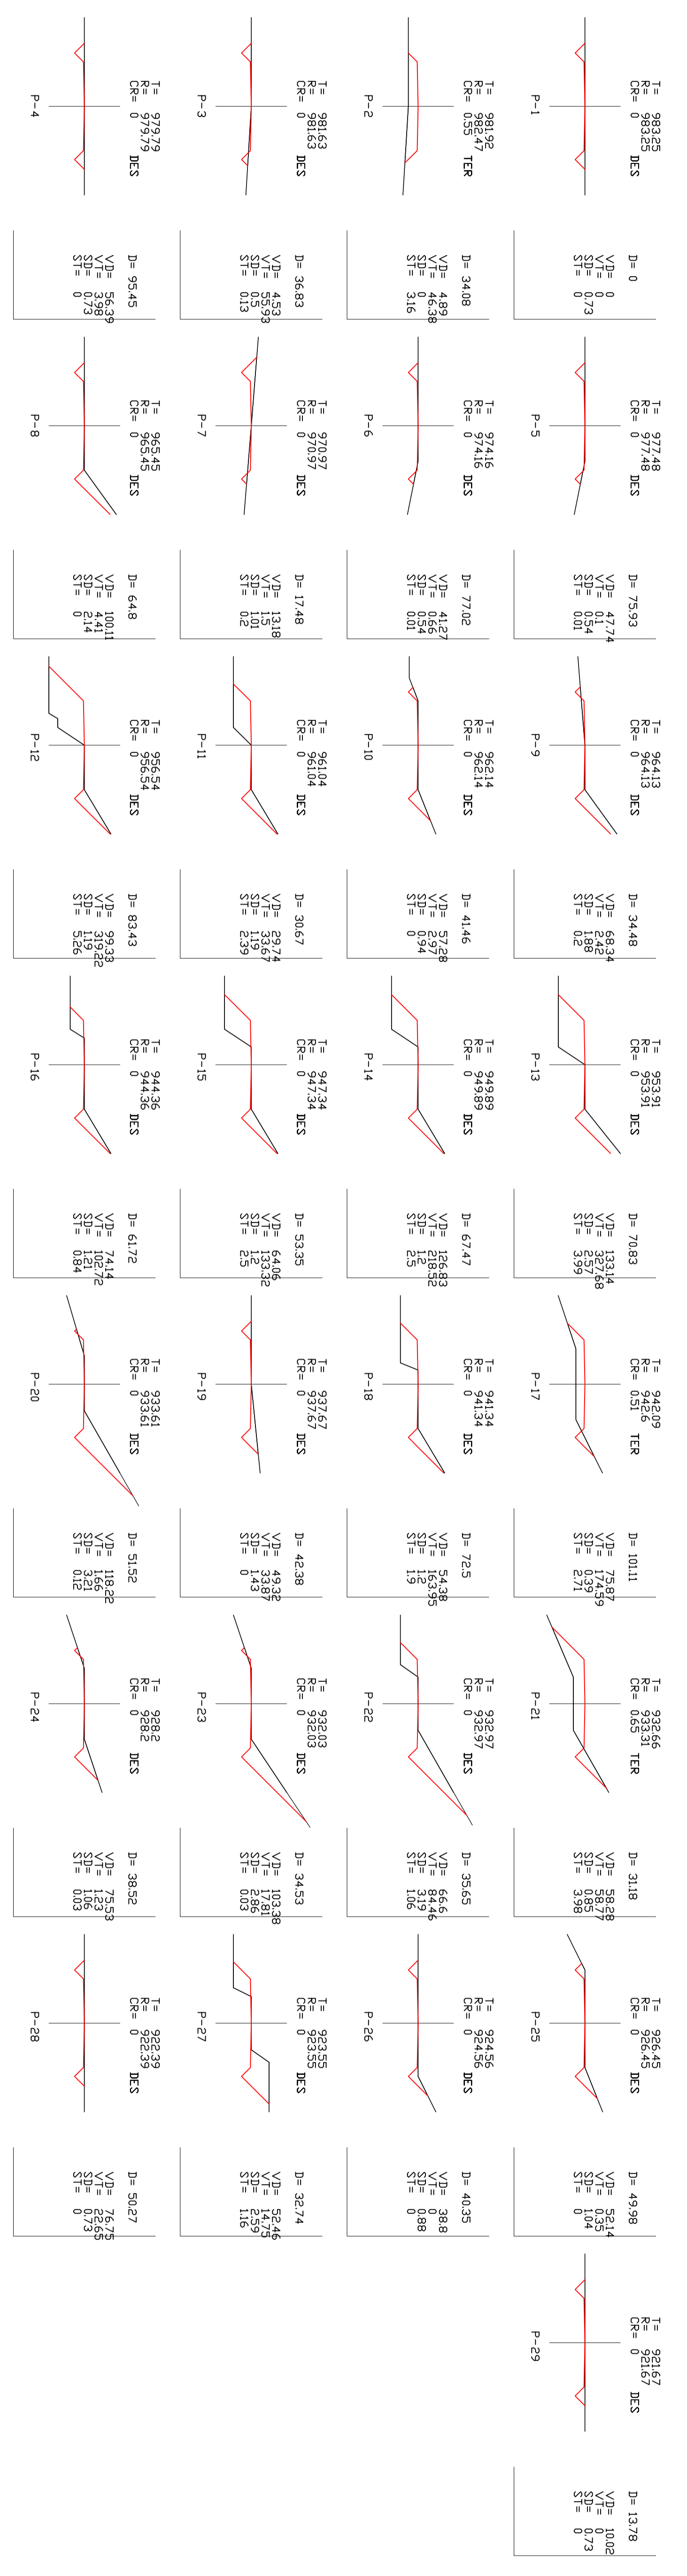 T= 983.25
R= 983.25
CR= 0 DES
P-1
D= 0
VD= 0
VT= 0
SD= 0.73
ST= 0
T= 981.92
R= 982.47
CR= 0.55 TER
P-2
D= 34.08
VD= 4.89
VT= 46.38
SD= 0
ST= 3.16
T= 981.63
R= 981.63
CR= 0 DES
P-3
D= 36.83
VD= 4.53
VT= 55.93
SD= 0.5
ST= 0.13
T= 979.79
R= 979.79
CR= 0 DES
P-4
D= 95.45
VD= 56.39
VT= 3.98
SD= 0.73
ST= 0
T= 977.48
R= 977.48
CR= 0 DES
P-5
D= 75.93
VD= 47.74
VT= 0.1
SD= 0.54
ST= 0.01
T= 974.16
R= 974.16
CR= 0 DES
P-6
D= 77.02
VD= 41.27
VT= 0.66
SD= 0.54
ST= 0.01
T= 970.97
R= 970.97
CR= 0 DES
P-7
D= 17.48
VD= 13.18
VT= 1.5
SD= 1.01
ST= 0.2
T= 965.45
R= 965.45
CR= 0 DES
P-8
D= 64.8
VD= 100.11
VT= 4.41
SD= 2.14
ST= 0
T= 964.13
R= 964.13
CR= 0 DES
P-9
D= 34.48
VD= 68.34
VT= 2.42
SD= 1.88
ST= 0.2
T= 962.14
R= 962.14
CR= 0 DES
P-10
D= 41.46
VD= 57.28
VT= 2.97
SD= 0.94
ST= 0
T= 961.04
R= 961.04
CR= 0 DES
P-11
D= 30.67
VD= 29.74
VT= 33.67
SD= 1.19
ST= 2.39
T= 956.54
R= 956.54
CR= 0 DES
P-12
D= 83.43
VD= 99.33
VT= 319.22
SD= 1.19
ST= 5.26
T= 953.91
R= 953.91
CR= 0 DES
P-13
D= 70.83
VD= 133.14
VT= 327.68
SD= 2.57
ST= 3.99
T= 949.89
R= 949.89
CR= 0 DES
P-14
D= 67.47
VD= 126.83
VT= 218.52
SD= 1.2
ST= 2.5
T= 947.34
R= 947.34
CR= 0 DES
P-15
D= 53.35
VD= 64.06
VT= 133.32
SD= 1.2
ST= 2.5
T= 944.36
R= 944.36
CR= 0 DES
P-16
D= 61.72
VD= 74.14
VT= 102.72
SD= 1.21
ST= 0.84
T= 942.09
R= 942.6
CR= 0.51 TER
P-17
D= 101.11
VD= 75.87
VT= 174.59
SD= 0.39
ST= 2.71
T= 941.34
R= 941.34
CR= 0 DES
P-18
D= 72.5
VD= 54.38
VT= 163.95
SD= 1.2
ST= 1.9
T= 937.67
R= 937.67
CR= 0 DES
P-19
D= 42.38
VD= 49.32
VT= 33.87
SD= 1.43
ST= 0
T= 933.61
R= 933.61
CR= 0 DES
P-20
D= 51.52
VD= 118.22
VT= 1.66
SD= 3.21
ST= 0.12
T= 932.66
R= 933.31
CR= 0.65 TER
P-21
D= 31.18
VD= 58.28
VT= 58.77
SD= 0.85
ST= 3.98
T= 932.97
R= 932.97
CR= 0 DES
P-22
D= 35.65
VD= 66.6
VT= 84.46
SD= 3.19
ST= 1.06
T= 932.03
R= 932.03
CR= 0 DES
P-23
D= 34.53
VD= 103.38
VT= 17.81
SD= 2.86
ST= 0.03
T= 928.2
R= 928.2
CR= 0 DES
P-24
D= 38.52
VD= 75.53
VT= 1.23
SD= 1.06
ST= 0.03
T= 926.45
R= 926.45
CR= 0 DES
P-25
D= 49.98
VD= 52.14
VT= 0.35
SD= 1.04
ST= 0
T= 924.56
R= 924.56
CR= 0 DES
P-26
D= 40.35
VD= 38.8
VT= 0
SD= 0.88
ST= 0
T= 923.55
R= 923.55
CR= 0 DES
P-27
D= 32.74
VD= 52.46
VT= 14.75
SD= 2.59
ST= 1.16
T= 922.39
R= 922.39
CR= 0 DES
P-28
D= 50.27
VD= 76.75
VT= 22.65
SD= 0.73
ST= 0
T= 921.67
R= 921.67
CR= 0 DES
P-29
D= 13.78
VD= 10.02
VT= 0
SD= 0.73
ST= 0